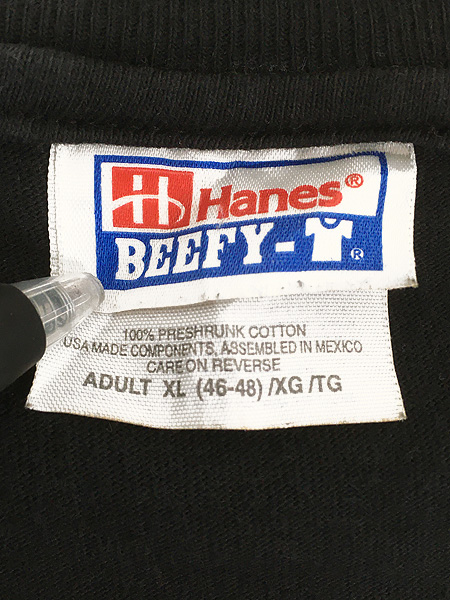 H Hanes®
BEEFY-T®
100% PRESHRUNK COTTON
USA MADE COMPONENTS, ASSEMBLED IN MEXICO
CARE ON REVERSE
ADULT XL (46-48) /XG /TG